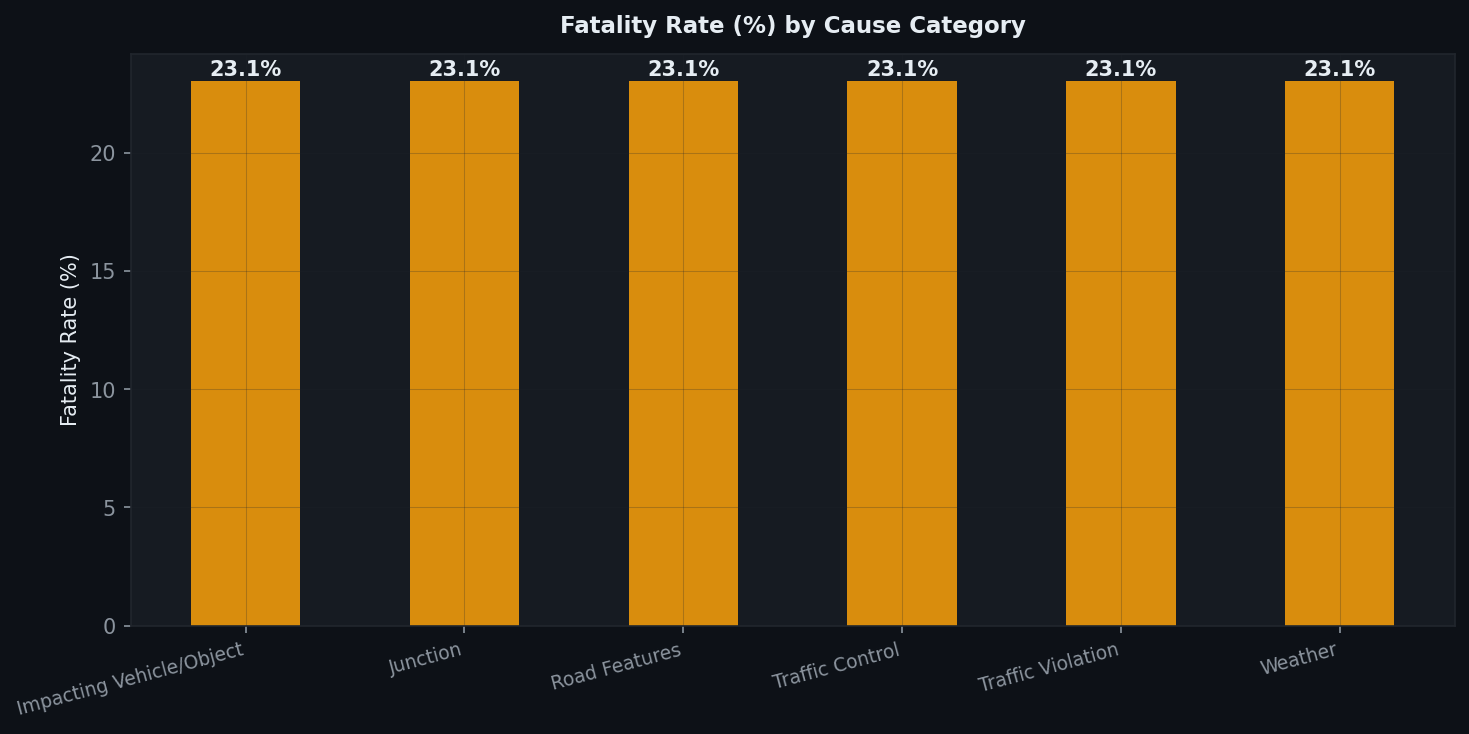 Fatality Rate (%) by Cause Category
23.1% 23.1% 23.1% 23.1% 23.1% 23.1%
Fatality Rate (%)
20
15
10
5
0
Impacting Vehicle/Object
Junction
Road Features
Traffic Control
Traffic Violation
Weather